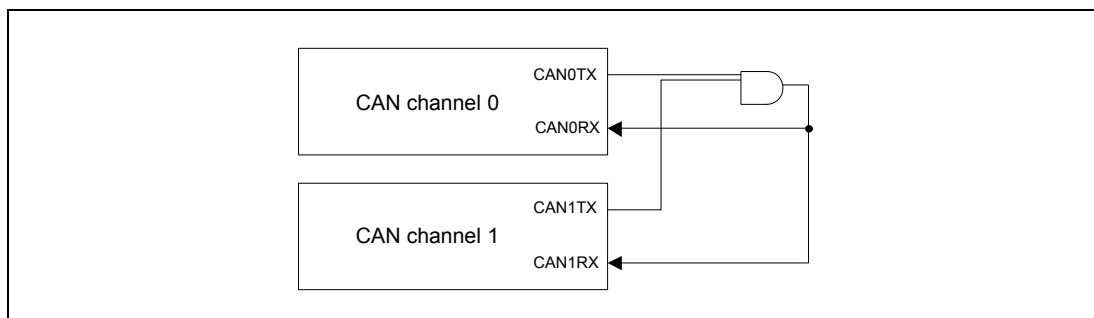 CAN0TX
CAN channel 0
CAN0RX
CAN1TX
CAN channel 1
CAN1RX